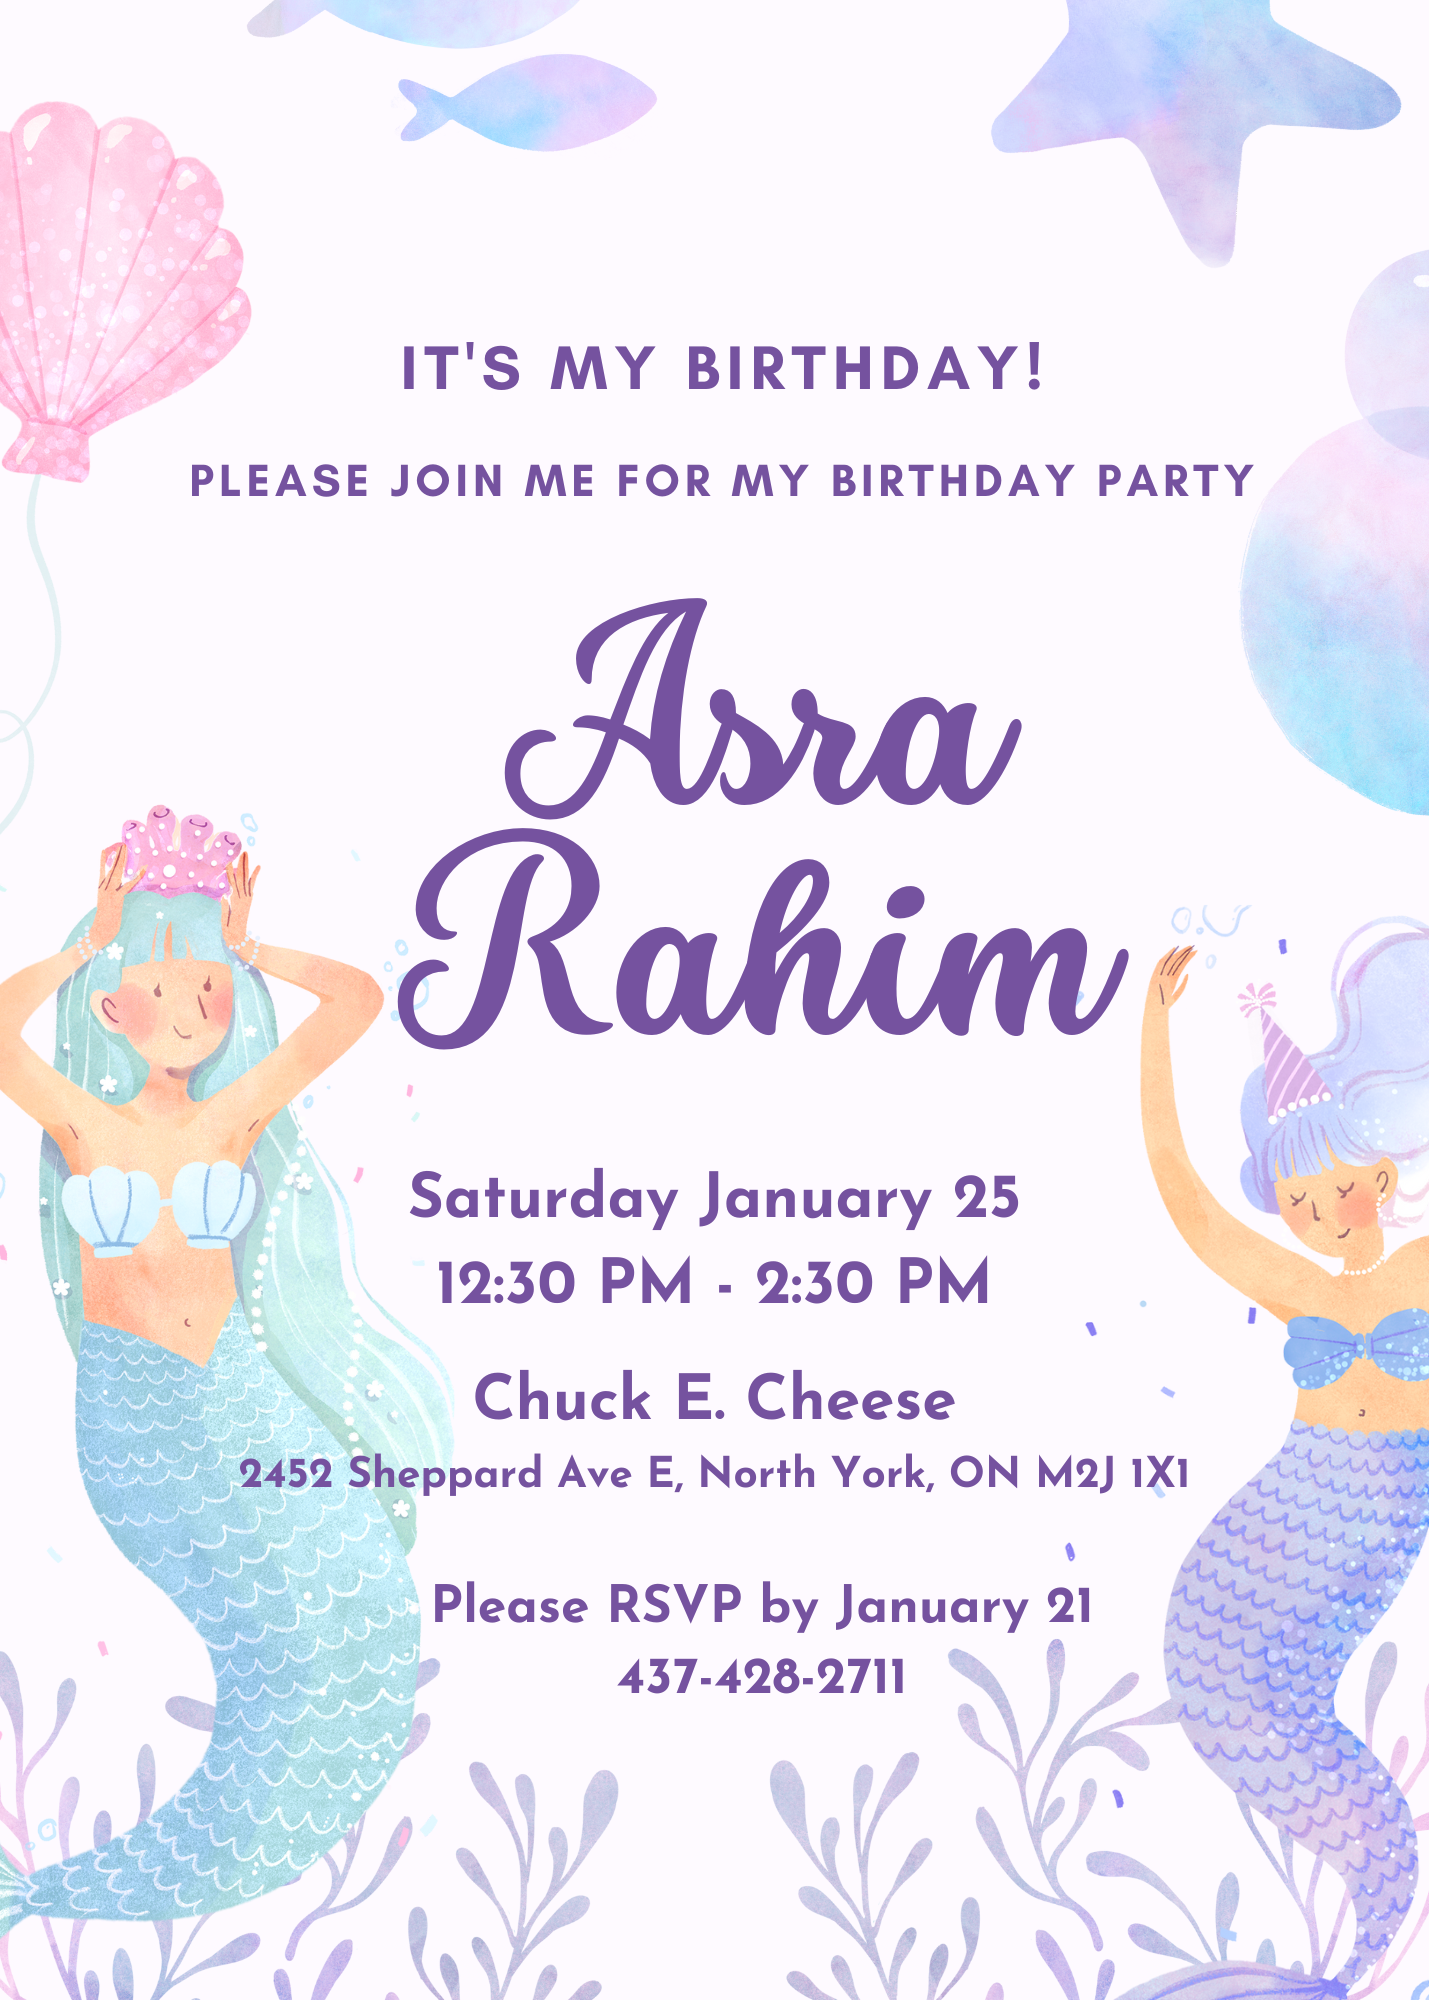 IT'S MY BIRTHDAY!
PLEASE JOIN ME FOR MY BIRTHDAY PARTY
Asra
Rahim
Saturday January 25
12:30 PM - 2:30 PM
Chuck E. Cheese
2452 Sheppard Ave E, North York, ON M2J 1X1
Please RSVP by January 21
437-428-2711